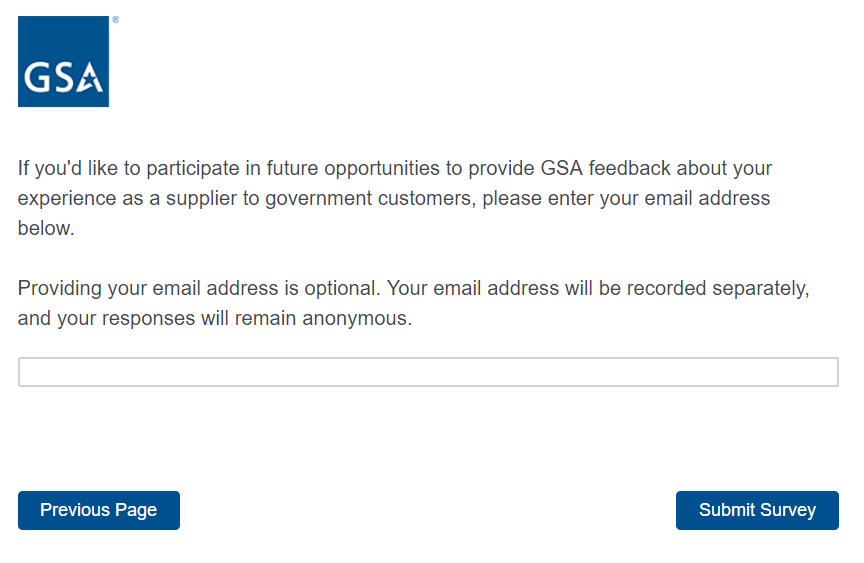 GSA®
If you'd like to participate in future opportunities to provide GSA feedback about your
experience as a supplier to government customers, please enter your email address
below.
Providing your email address is optional. Your email address will be recorded separately,
and your responses will remain anonymous.
Previous Page
Submit Survey